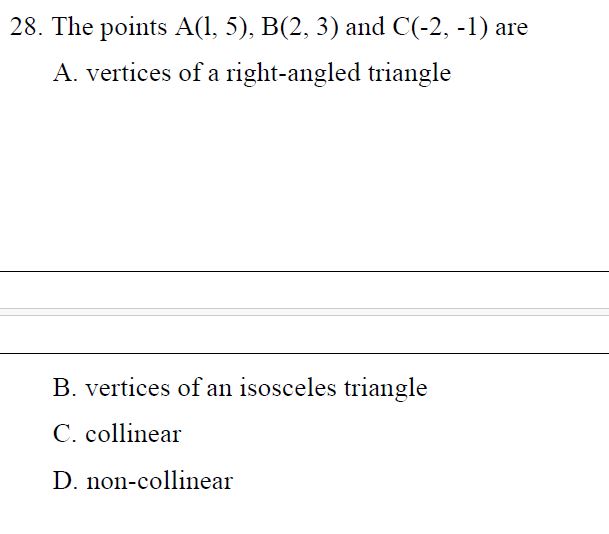 28. The points A(l, 5), B(2, 3) and C(-2, -1) are
A. vertices of a right-angled triangle
B. vertices of an isosceles triangle
C. collinear
D. non-collinear